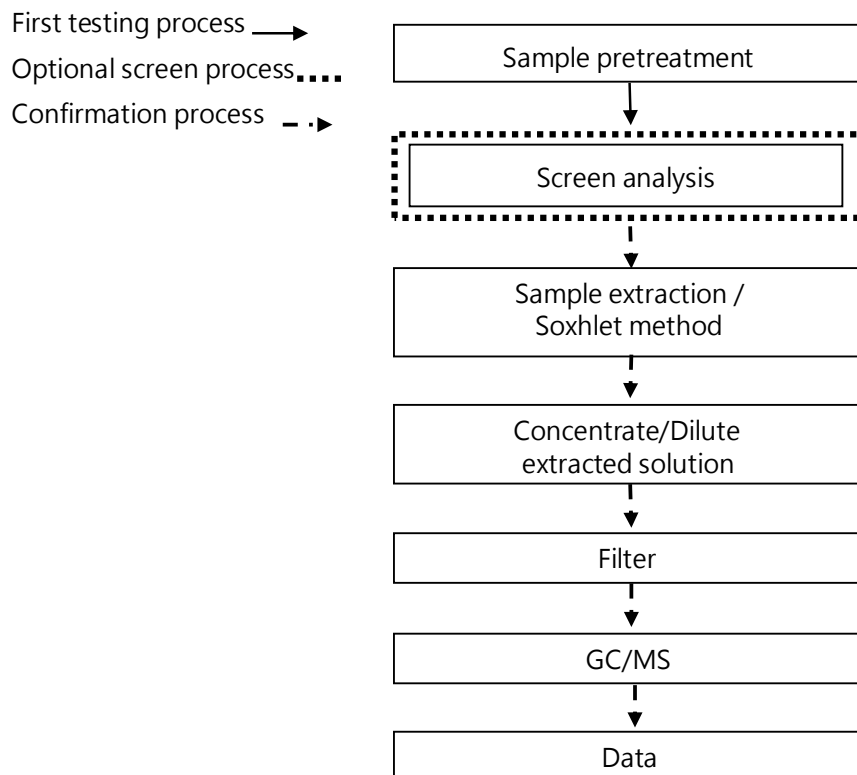 First testing process
Optional screen process
Confirmation process
Sample pretreatment
Screen analysis
Sample extraction /
Soxhlet method
Concentrate/Dilute
extracted solution
Filter
GC/MS
Data